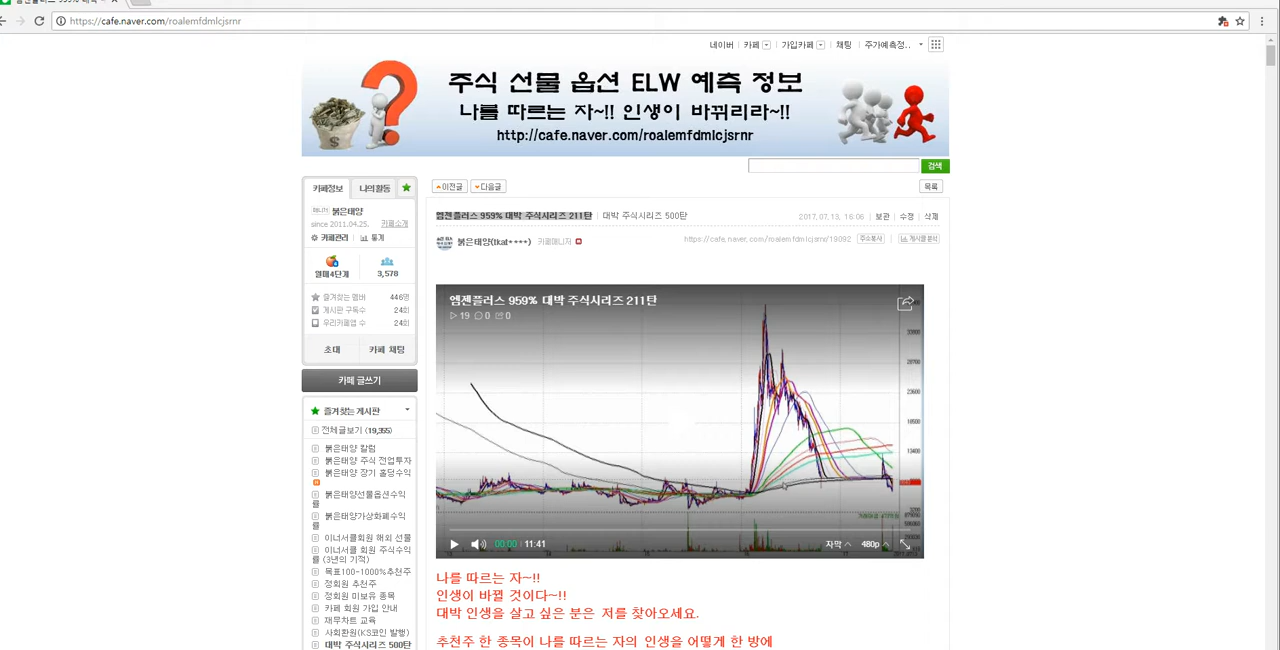 https://cafe.naver.com/roalemfdmlcjsrnr
네이버 카페 가입카페 채팅 주가예측정..
주식 선물 옵션 ELW 예측 정보
나를 따르는 자~!! 인생이 바뀌리라~!!
http://cafe.naver.com/roalemfdmlcjsrnr
검색
카페정보 나의활동
이전글 다음글 목록
매니저 붉은태양
since 2011.04.25. 카페소개
카페관리 통계
열매4단계 3,578
즐겨찾는 멤버 446명
게시판 구독수 24회
우리카페앱 수 24회
초대 카페 채팅
카페 글쓰기
즐겨찾는 게시판
전체글보기 (19,355)
붉은태양 칼럼
붉은태양 주식 전업투자
붉은태양 장기 홀딩수익
붉은태양선물옵션수익
률
붉은태양가상화폐수익
률
이너서클회원 해외 선물
이너서클 회원 주식수익
률 (3년의 기적)
목표100-1000%추천주
정회원 추천주
정회원 미보유 종목
카페 회원 가입 안내
재무차트 교육
사회환원(KS코인 발행)
대박 주식시리즈 500탄
엠젠플러스 959% 대박 주식시리즈 211탄 대박 주식시리즈 500탄 2017.07.13. 16:06 보관 수정 삭제
붉은태양(tkat****) 카페매니저 https://cafe.naver.com/roalemfdmlcjsrnr/19092 주소복사 게시물 분석
엠젠플러스 959% 대박 주식시리즈 211탄
19 0 0
33900
28700
23600
18500
13400
00:00 11:41 자막 480p
나를 따르는 자~!!
인생이 바뀔 것이다~!!
대박 인생을 살고 싶은 분은 저를 찾아오세요.
추천주 한 종목이 나를 따르는 자의 인생을 어떻게 한 방에